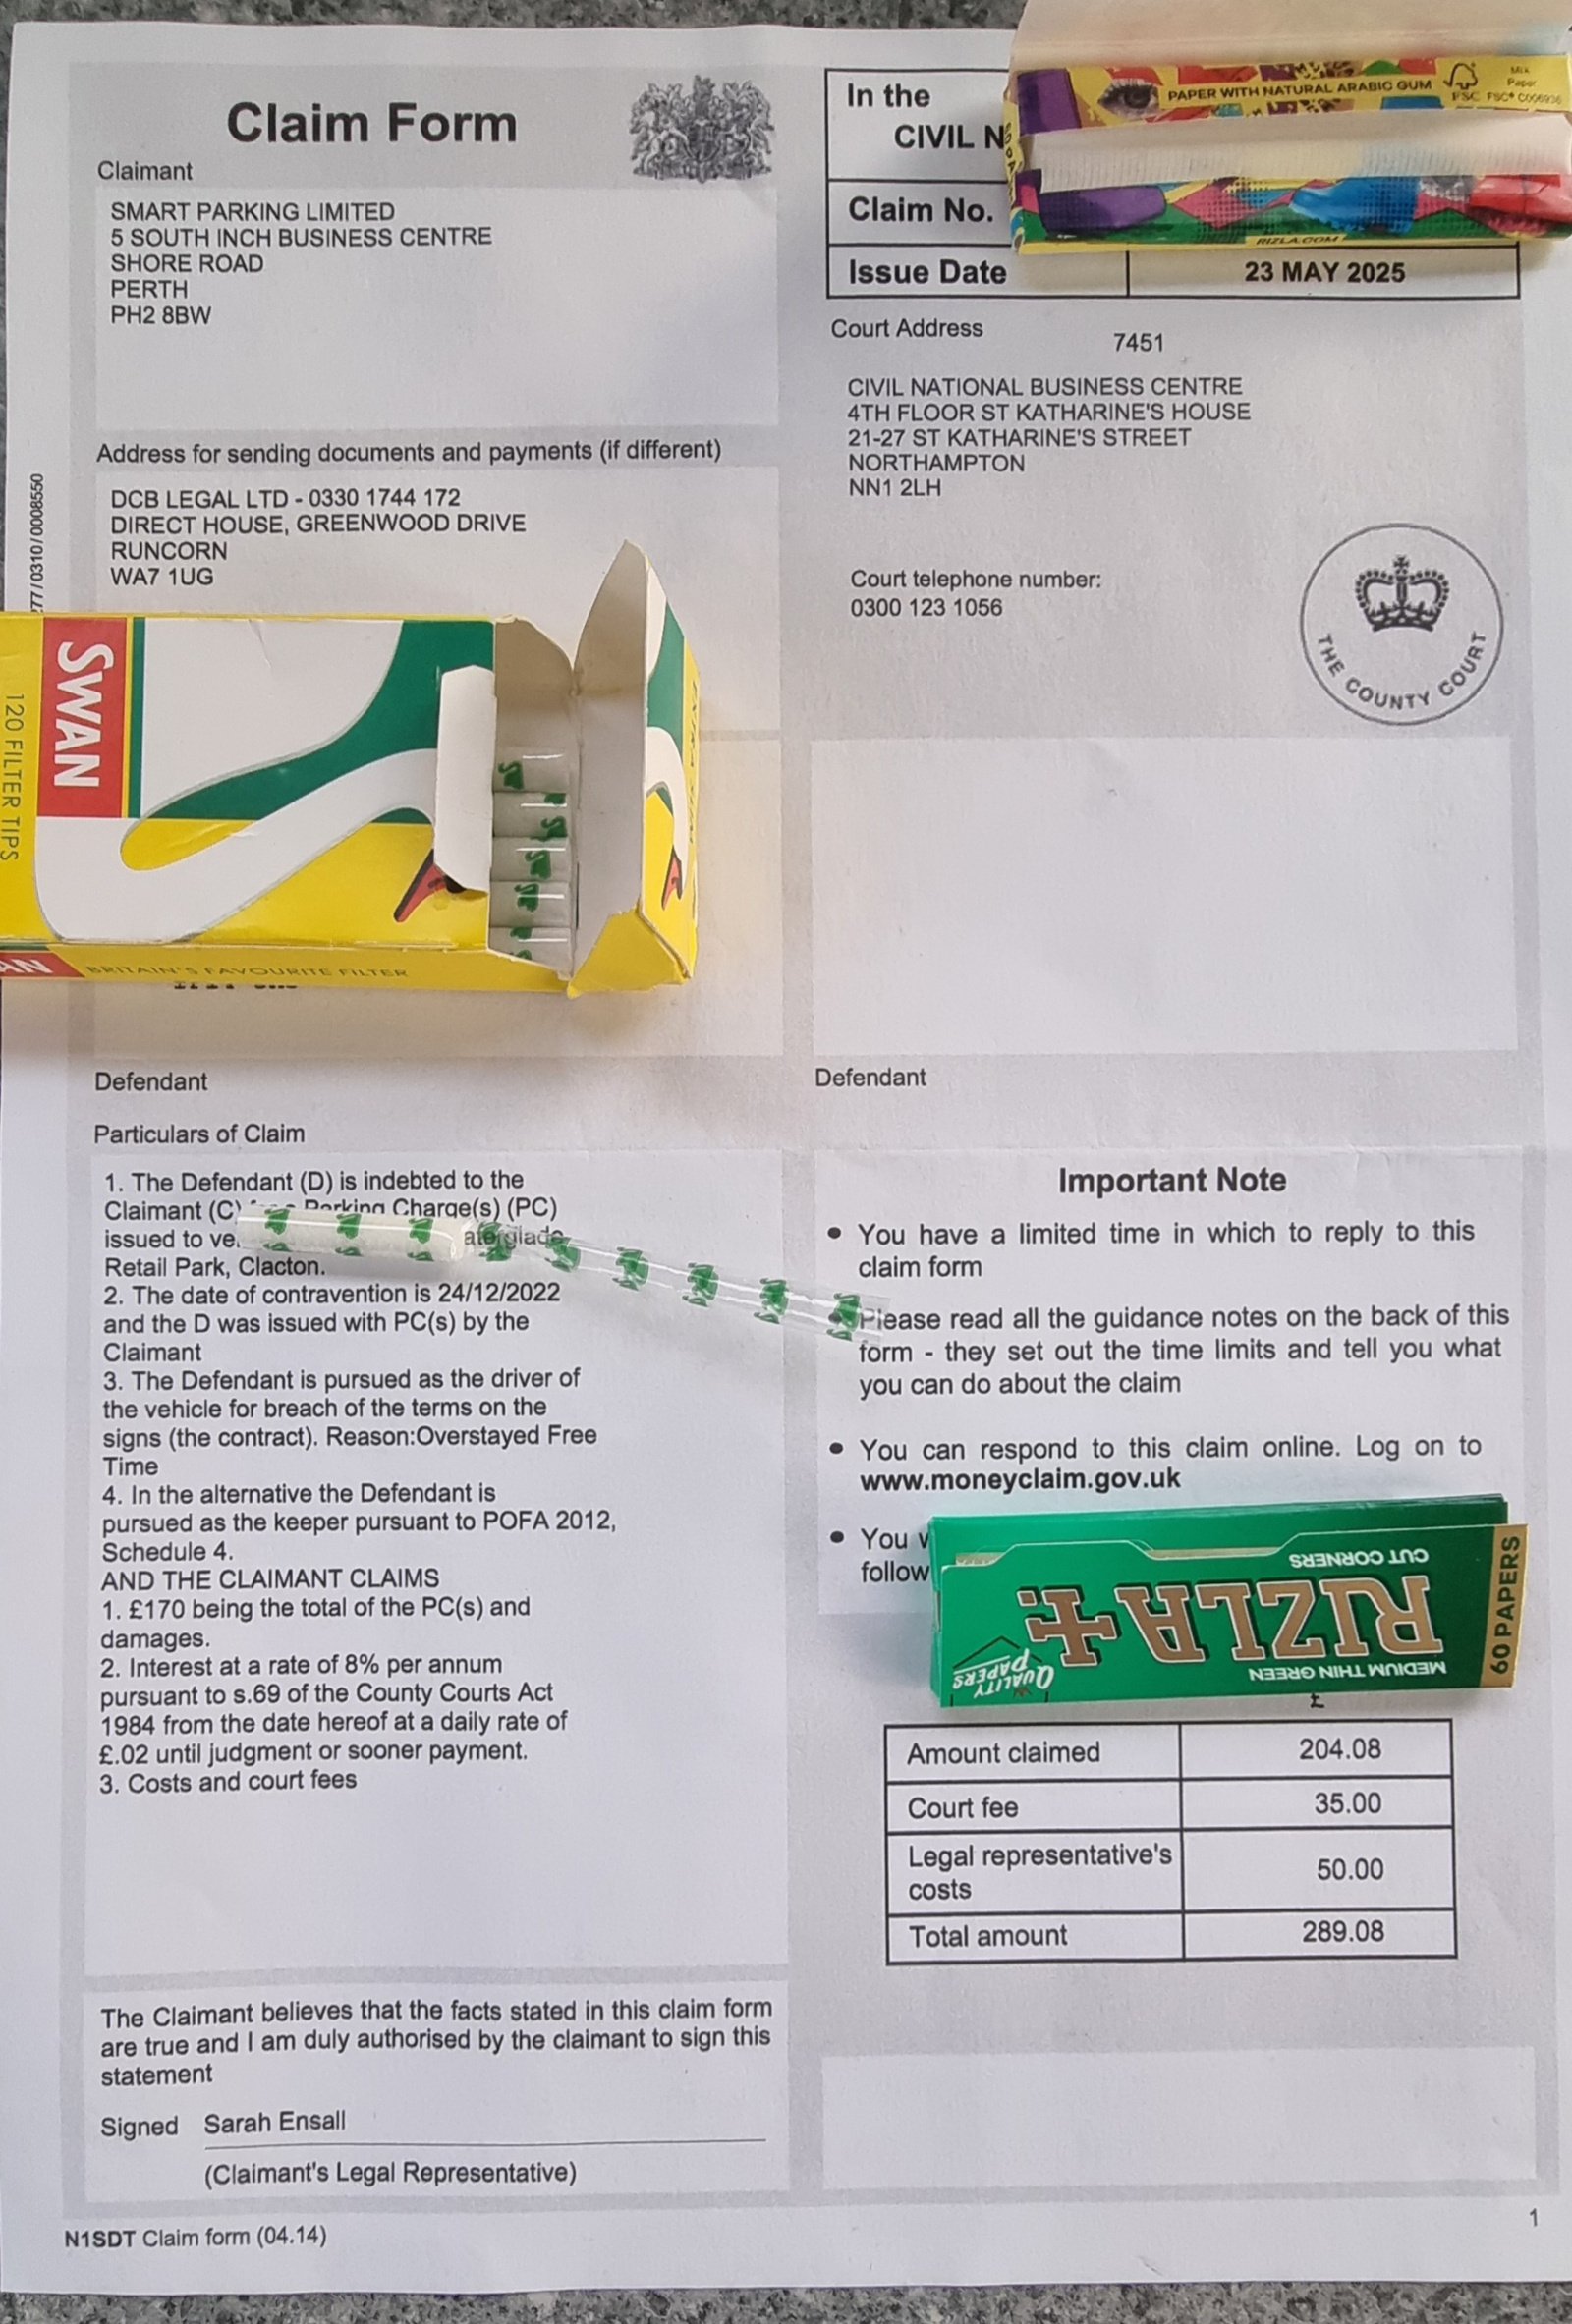 Claim Form
Claimant
SMART PARKING LIMITED
5 SOUTH INCH BUSINESS CENTRE
SHORE ROAD
PERTH
PH2 8BW
Address for sending documents and payments (if different)
DCB LEGAL LTD - 0330 1744 172
DIRECT HOUSE, GREENWOOD DRIVE
RUNCORN
WA7 1UG
77 / 0310 / 0008550
In the
CIVIL N
Claim No.
Issue Date 23 MAY 2025
PAPER WITH NATURAL ARABIC GUM
FSC
MIX
Paper
FSC® C006936
RIZLA.COM
Court Address
7451
CIVIL NATIONAL BUSINESS CENTRE
4TH FLOOR ST KATHARINE'S HOUSE
21-27 ST KATHARINE'S STREET
NORTHAMPTON
NN1 2LH
Court telephone number:
0300 123 1056
THE COUNTY COURT
SWAN
120 FILTER TIPS
AN
BRITAIN'S FAVOURITE FILTER
Defendant
Defendant
Particulars of Claim
1. The Defendant (D) is indebted to the
Claimant (C) Parking Charge(s) (PC)
issued to ve aterglade
Retail Park, Clacton.
2. The date of contravention is 24/12/2022
and the D was issued with PC(s) by the
Claimant
3. The Defendant is pursued as the driver of
the vehicle for breach of the terms on the
signs (the contract). Reason:Overstayed Free
Time
4. In the alternative the Defendant is
pursued as the keeper pursuant to POFA 2012,
Schedule 4.
AND THE CLAIMANT CLAIMS
1. £170 being the total of the PC(s) and
damages.
2. Interest at a rate of 8% per annum
pursuant to s.69 of the County Courts Act
1984 from the date hereof at a daily rate of
£.02 until judgment or sooner payment.
3. Costs and court fees
Important Note
• You have a limited time in which to reply to this
claim form
Please read all the guidance notes on the back of this
form - they set out the time limits and tell you what
you can do about the claim
• You can respond to this claim online. Log on to
www.moneyclaim.gov.uk
• You
follow
CUT CORNERS
RIZLA+.
MEDIUM THIN GREEN
QUALITY
PAPERS
60 PAPERS
£
Amount claimed 204.08
Court fee 35.00
Legal representative's
costs 50.00
Total amount 289.08
The Claimant believes that the facts stated in this claim form
are true and I am duly authorised by the claimant to sign this
statement
Signed Sarah Ensall
(Claimant's Legal Representative)
N1SDT Claim form (04.14)
1